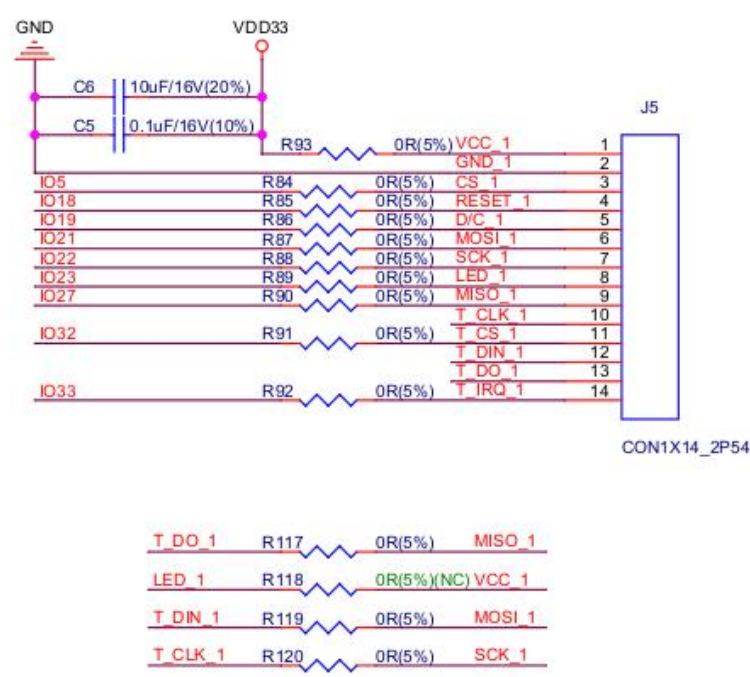 GND VDD33
C6 10uF/16V(20%)
C5 0.1uF/16V(10%)
J5
R93 0R(5%) VCC_1 1
GND_1 2
IO5 R84 0R(5%) CS_1 3
IO18 R85 0R(5%) RESET_1 4
IO19 R86 0R(5%) D/C_1 5
IO21 R87 0R(5%) MOSI_1 6
IO22 R88 0R(5%) SCK_1 7
IO23 R89 0R(5%) LED_1 8
IO27 R90 0R(5%) MISO_1 9
T_CLK_1 10
IO32 R91 0R(5%) T_CS_1 11
T_DIN_1 12
T_DO_1 13
IO33 R92 0R(5%) T_IRQ_1 14
CON1X14_2P54
T_DO_1 R117 0R(5%) MISO_1
LED_1 R118 0R(5%)(NC) VCC_1
T_DIN_1 R119 0R(5%) MOSI_1
T_CLK_1 R120 0R(5%) SCK_1